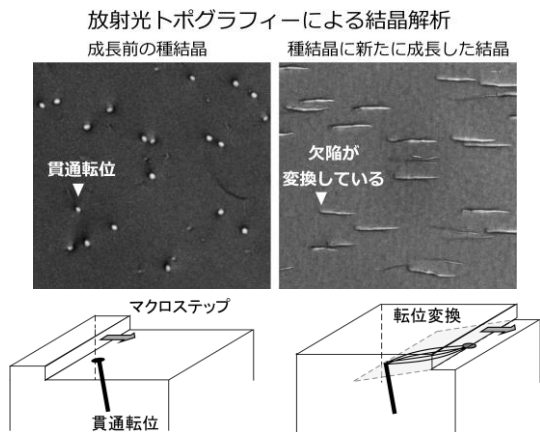 放射光トポグラフィーによる結晶解析
成長前の種結晶
種結晶に新たに成長した結晶
貫通転位
欠陥が
変換している
マクロステップ
転位変換
貫通転位